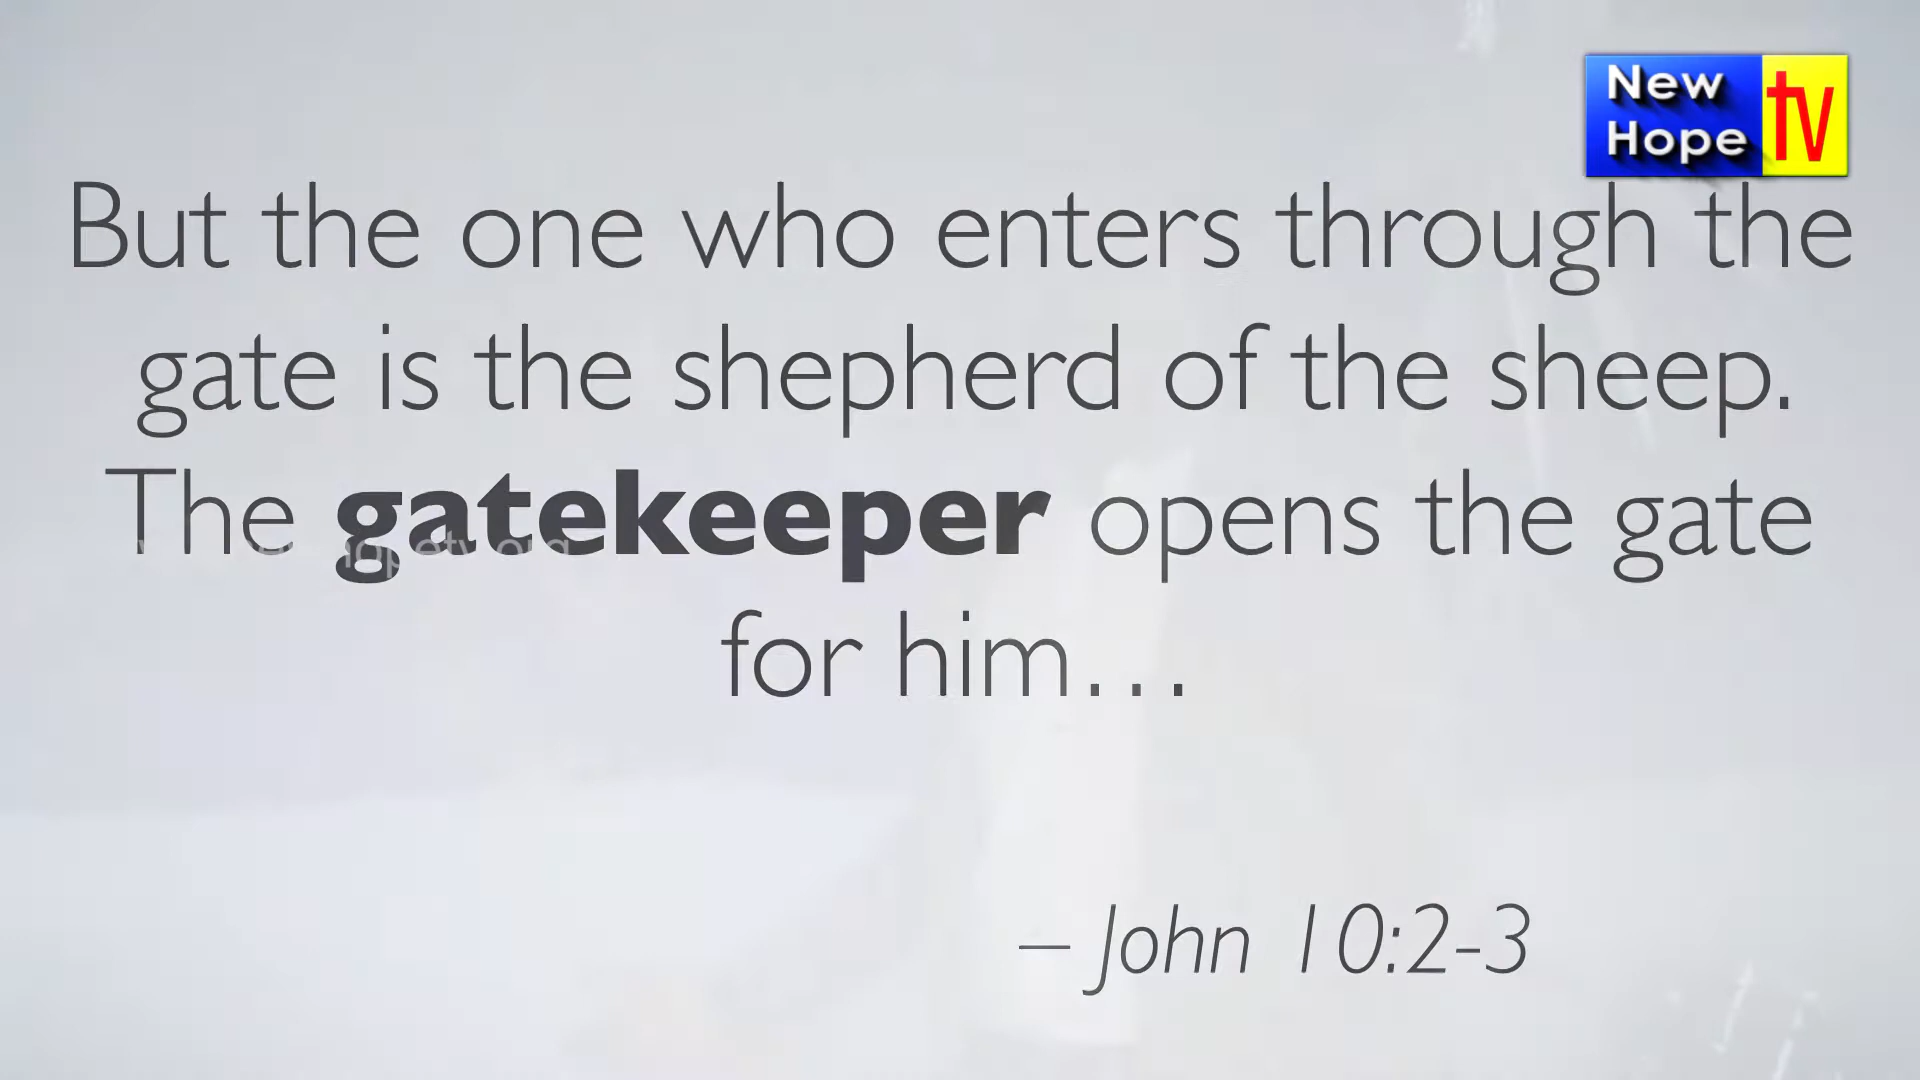 New
Hope
tv
But the one who enters through the
gate is the shepherd of the sheep.
The gatekeeper opens the gate
for him…
– John 10:2-3